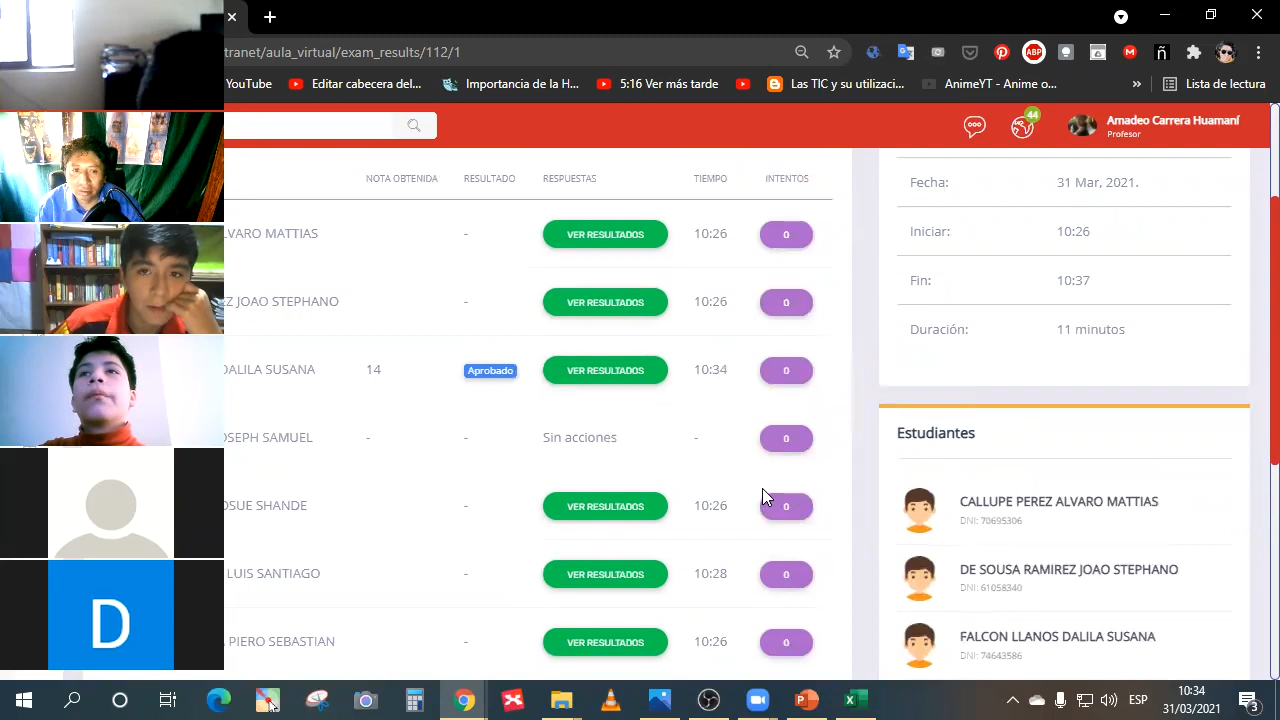 tranet/aula_virtual/exam_results/112/1
ABP
ñ
YouTube
Editar cabecera del...
Importancia de la H...
5:16 Ver más tarde
Las TIC y su utilizaci...
AnimeYT - Anime o...
»
Lista de lectura
44
Amadeo Carrera Huamaní
Profesor
NOTA OBTENIDA RESULTADO RESPUESTAS TIEMPO INTENTOS
LVARO MATTIAS - VER RESULTADOS 10:26 0
Z JOAO STEPHANO - VER RESULTADOS 10:26 0
DALILA SUSANA 14 Aprobado VER RESULTADOS 10:34 0
OSEPH SAMUEL - - Sin acciones - 0
OSUE SHANDE - VER RESULTADOS 10:26 0
LUIS SANTIAGO - VER RESULTADOS 10:28 0
PIERO SEBASTIAN - VER RESULTADOS 10:26 0
Fecha: 31 Mar, 2021.
Iniciar: 10:26
Fin: 10:37
Duración: 11 minutos
Estudiantes
CALLUPE PEREZ ALVARO MATTIAS
DNI: 70695306
DE SOUSA RAMIREZ JOAO STEPHANO
DNI: 61058340
FALCON LLANOS DALILA SUSANA
DNI: 74643586
D
ESP
10:34
31/03/2021
3